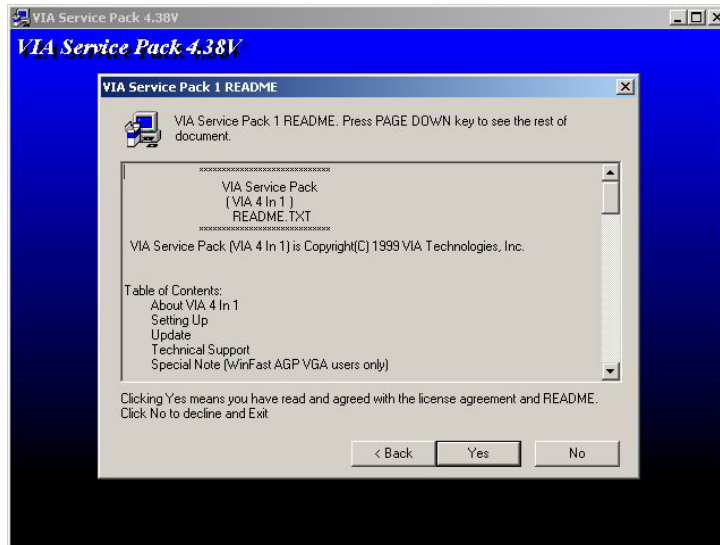 VIA Service Pack 4.38V
VIA Service Pack 4.38V
VIA Service Pack 1 README
VIA Service Pack 1 README. Press PAGE DOWN key to see the rest of
document.
VIA Service Pack
( VIA 4 In 1 )
README.TXT
VIA Service Pack (VIA 4 In 1) is Copyright(C) 1999 VIA Technologies, Inc.
Table of Contents:
About VIA 4 In 1
Setting Up
Update
Technical Support
Special Note (WinFast AGP VGA users only)
Clicking Yes means you have read and agreed with the license agreement and README.
Click No to decline and Exit
< Back
Yes
No